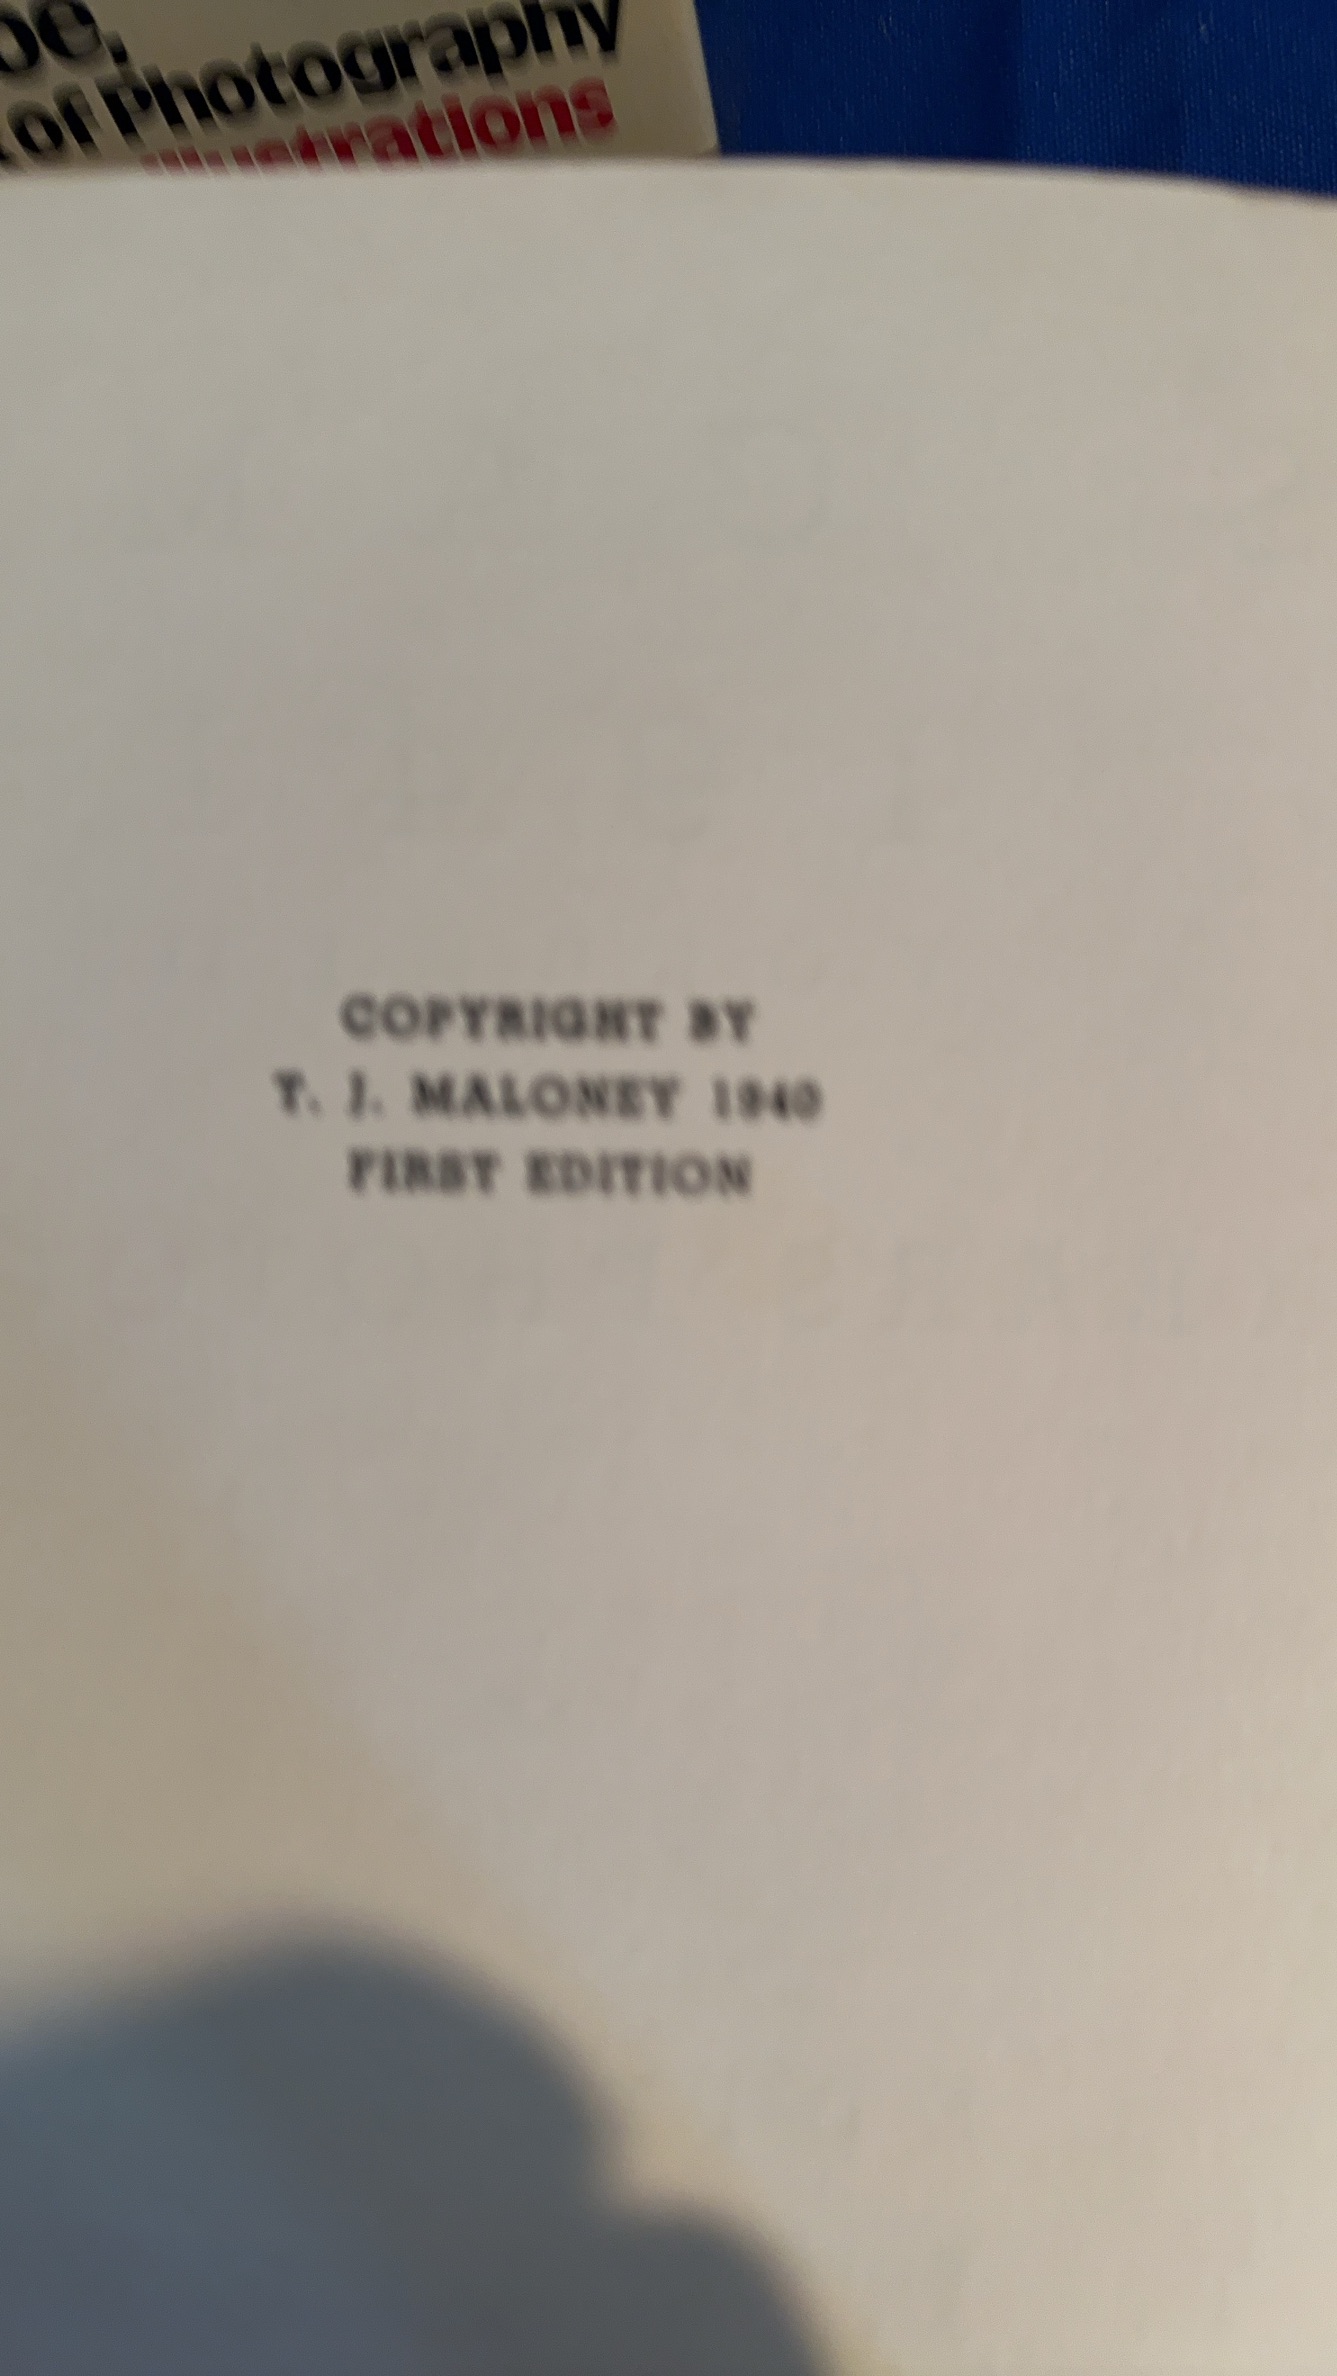 of Photography
COPYRIGHT BY
T. J. MALONEY 1940
FIRST EDITION